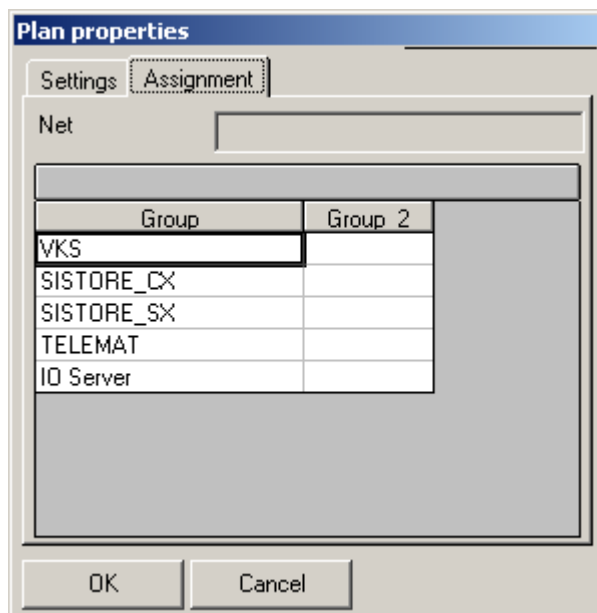 Plan properties
Settings Assignment
Net
Group Group 2
VKS
SISTORE_CX
SISTORE_SX
TELEMAT
IO Server
OK Cancel